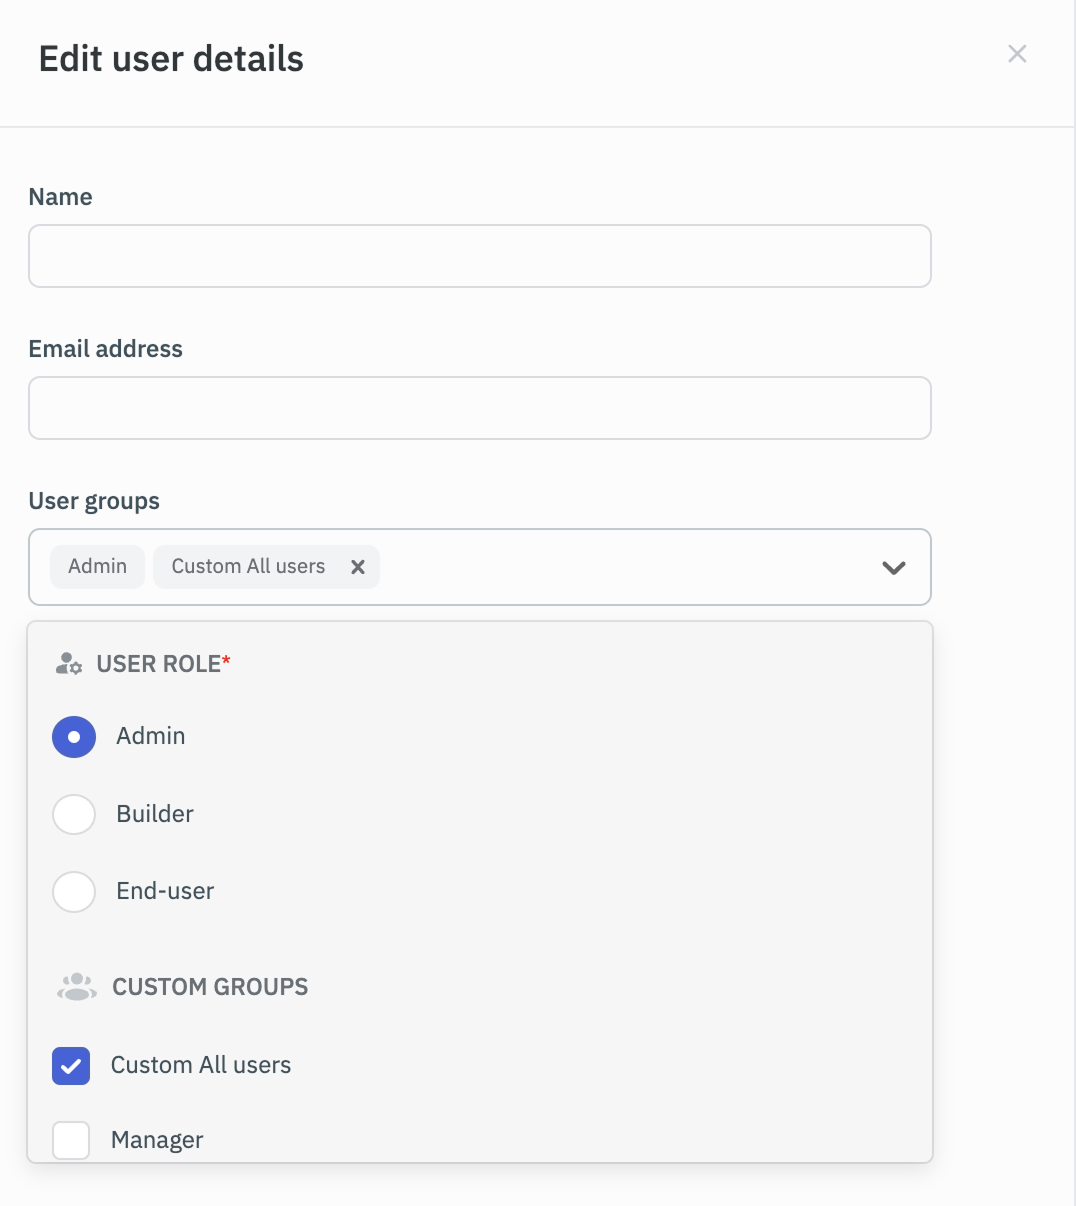 Edit user details
Name
Email address
User groups
Admin Custom All users
USER ROLE*
Admin
Builder
End-user
CUSTOM GROUPS
Custom All users
Manager